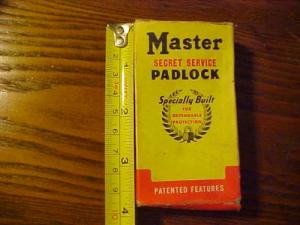 Master
SECRET SERVICE
PADLOCK
Specially Built
FOR
DEPENDABLE
PROTECTION
PATENTED FEATURES